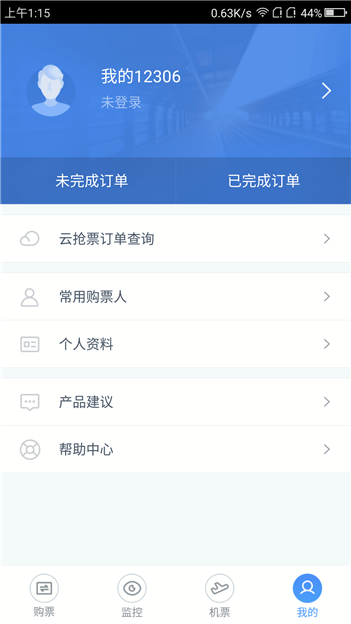 上午1:15
0.63K/s
44%
我的12306
未登录
未完成订单
已完成订单
云抢票订单查询
常用购票人
个人资料
产品建议
帮助中心
购票
监控
机票
我的